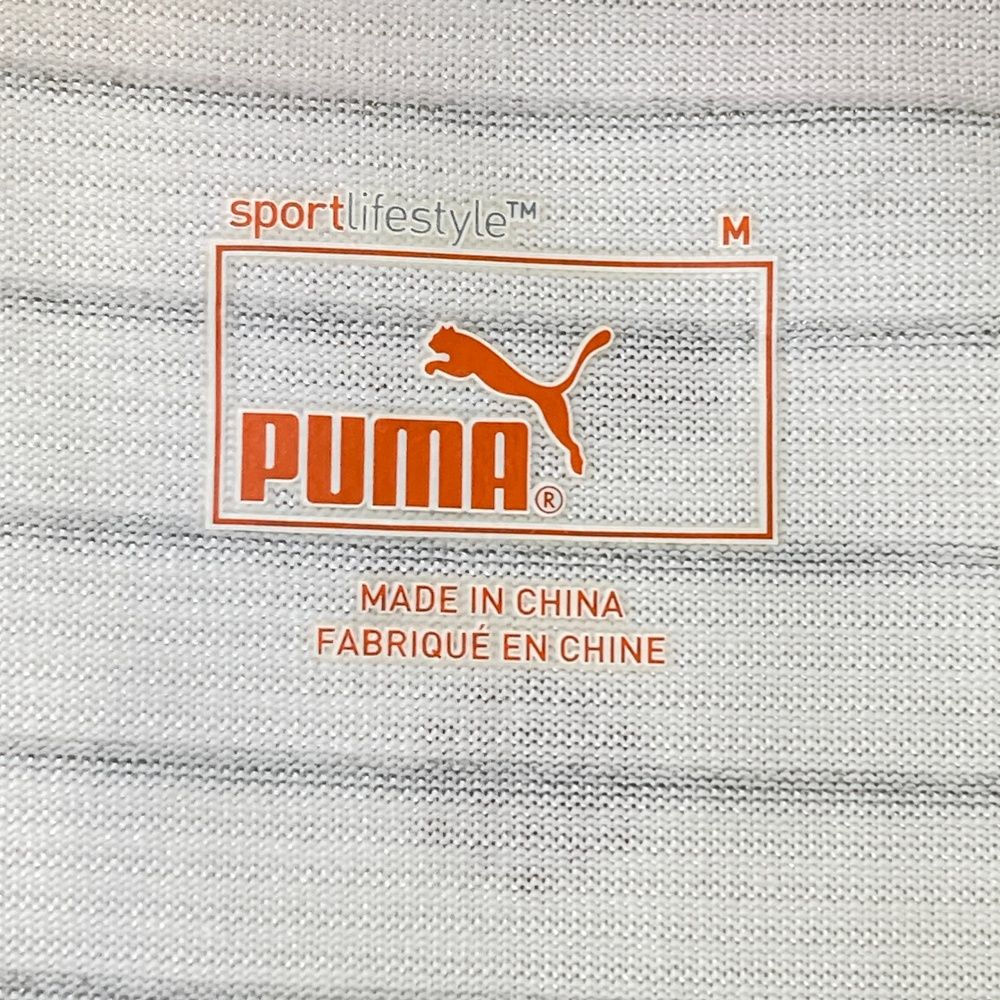 sportlifestyle™ M
PUMA®
MADE IN CHINA
FABRIQUÉ EN CHINE